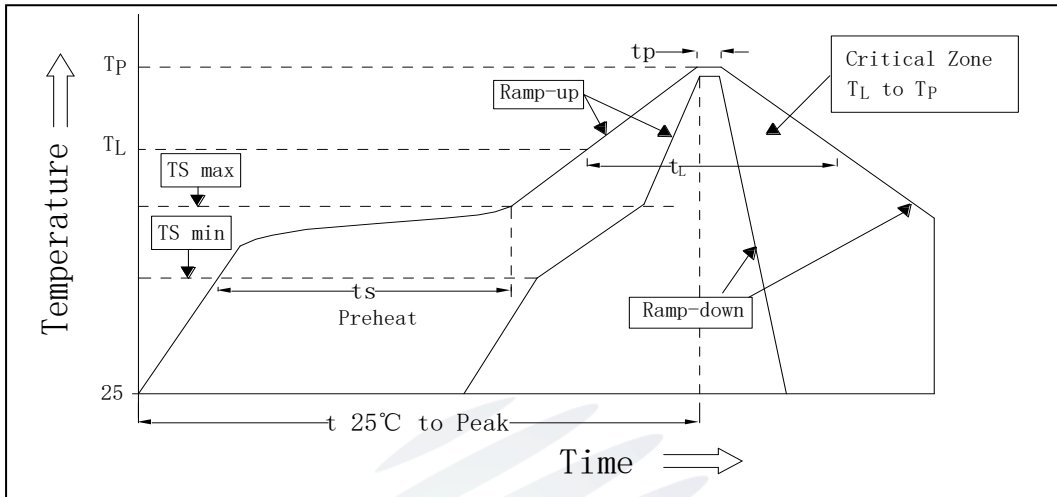 tp
Critical Zone
TL to TP
TP
Ramp-up
TL
tL
TS max
TS min
ts
Preheat
Ramp-down
25
t 25℃ to Peak
Temperature
Time